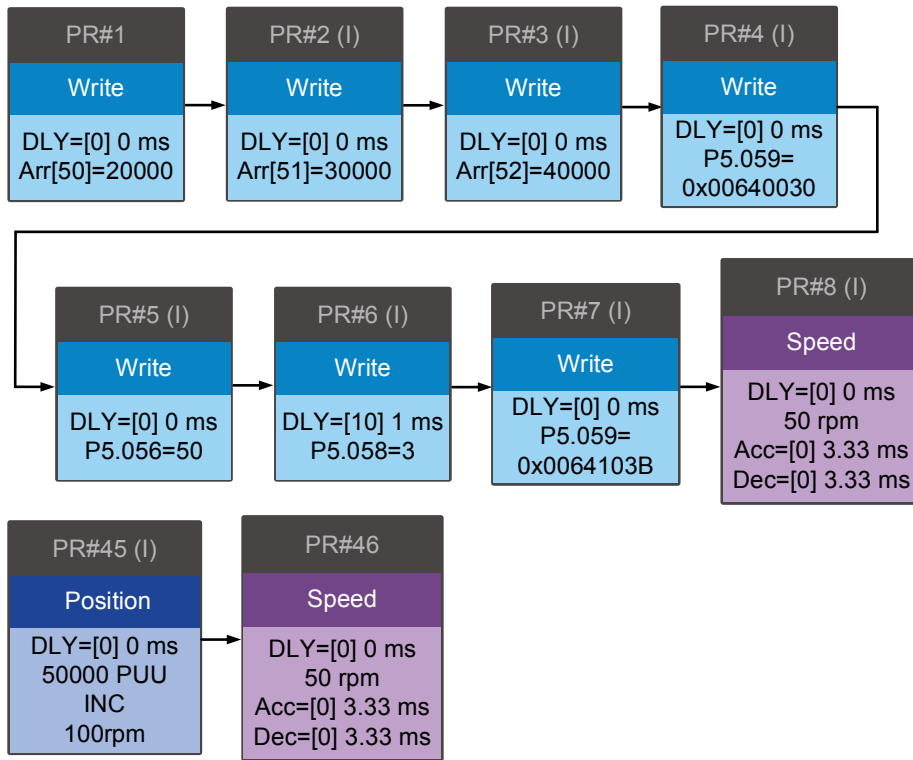 PR#1
Write
DLY=[0] 0 ms
Arr[50]=20000
PR#2 (I)
Write
DLY=[0] 0 ms
Arr[51]=30000
PR#3 (I)
Write
DLY=[0] 0 ms
Arr[52]=40000
PR#4 (I)
Write
DLY=[0] 0 ms
P5.059=
0x00640030
PR#5 (I)
Write
DLY=[0] 0 ms
P5.056=50
PR#6 (I)
Write
DLY=[10] 1 ms
P5.058=3
PR#7 (I)
Write
DLY=[0] 0 ms
P5.059=
0x0064103B
PR#8 (I)
Speed
DLY=[0] 0 ms
50 rpm
Acc=[0] 3.33 ms
Dec=[0] 3.33 ms
PR#45 (I)
Position
DLY=[0] 0 ms
50000 PUU
INC
100rpm
PR#46
Speed
DLY=[0] 0 ms
50 rpm
Acc=[0] 3.33 ms
Dec=[0] 3.33 ms